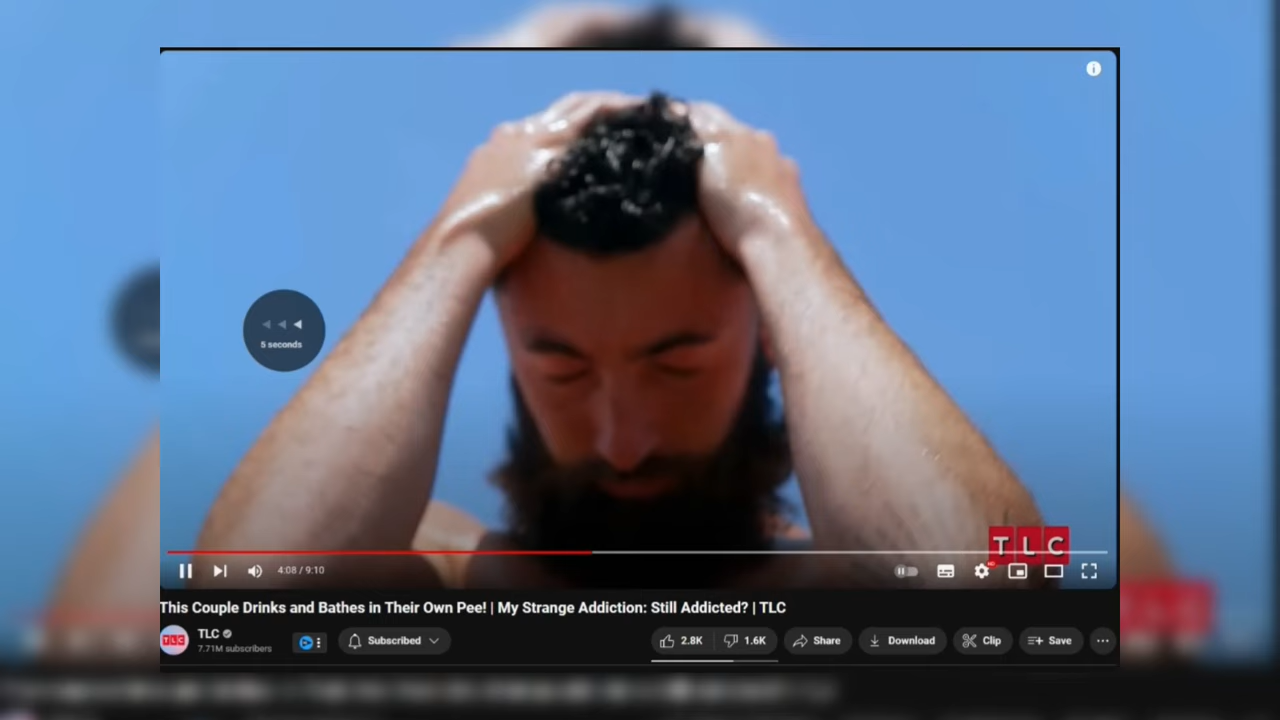 5 seconds
TLC
4:08 / 9:10
This Couple Drinks and Bathes in Their Own Pee! | My Strange Addiction: Still Addicted? | TLC
TLC
TLC
7.71M subscribers
Subscribed
2.8K
1.6K
Share
Download
Clip
Save